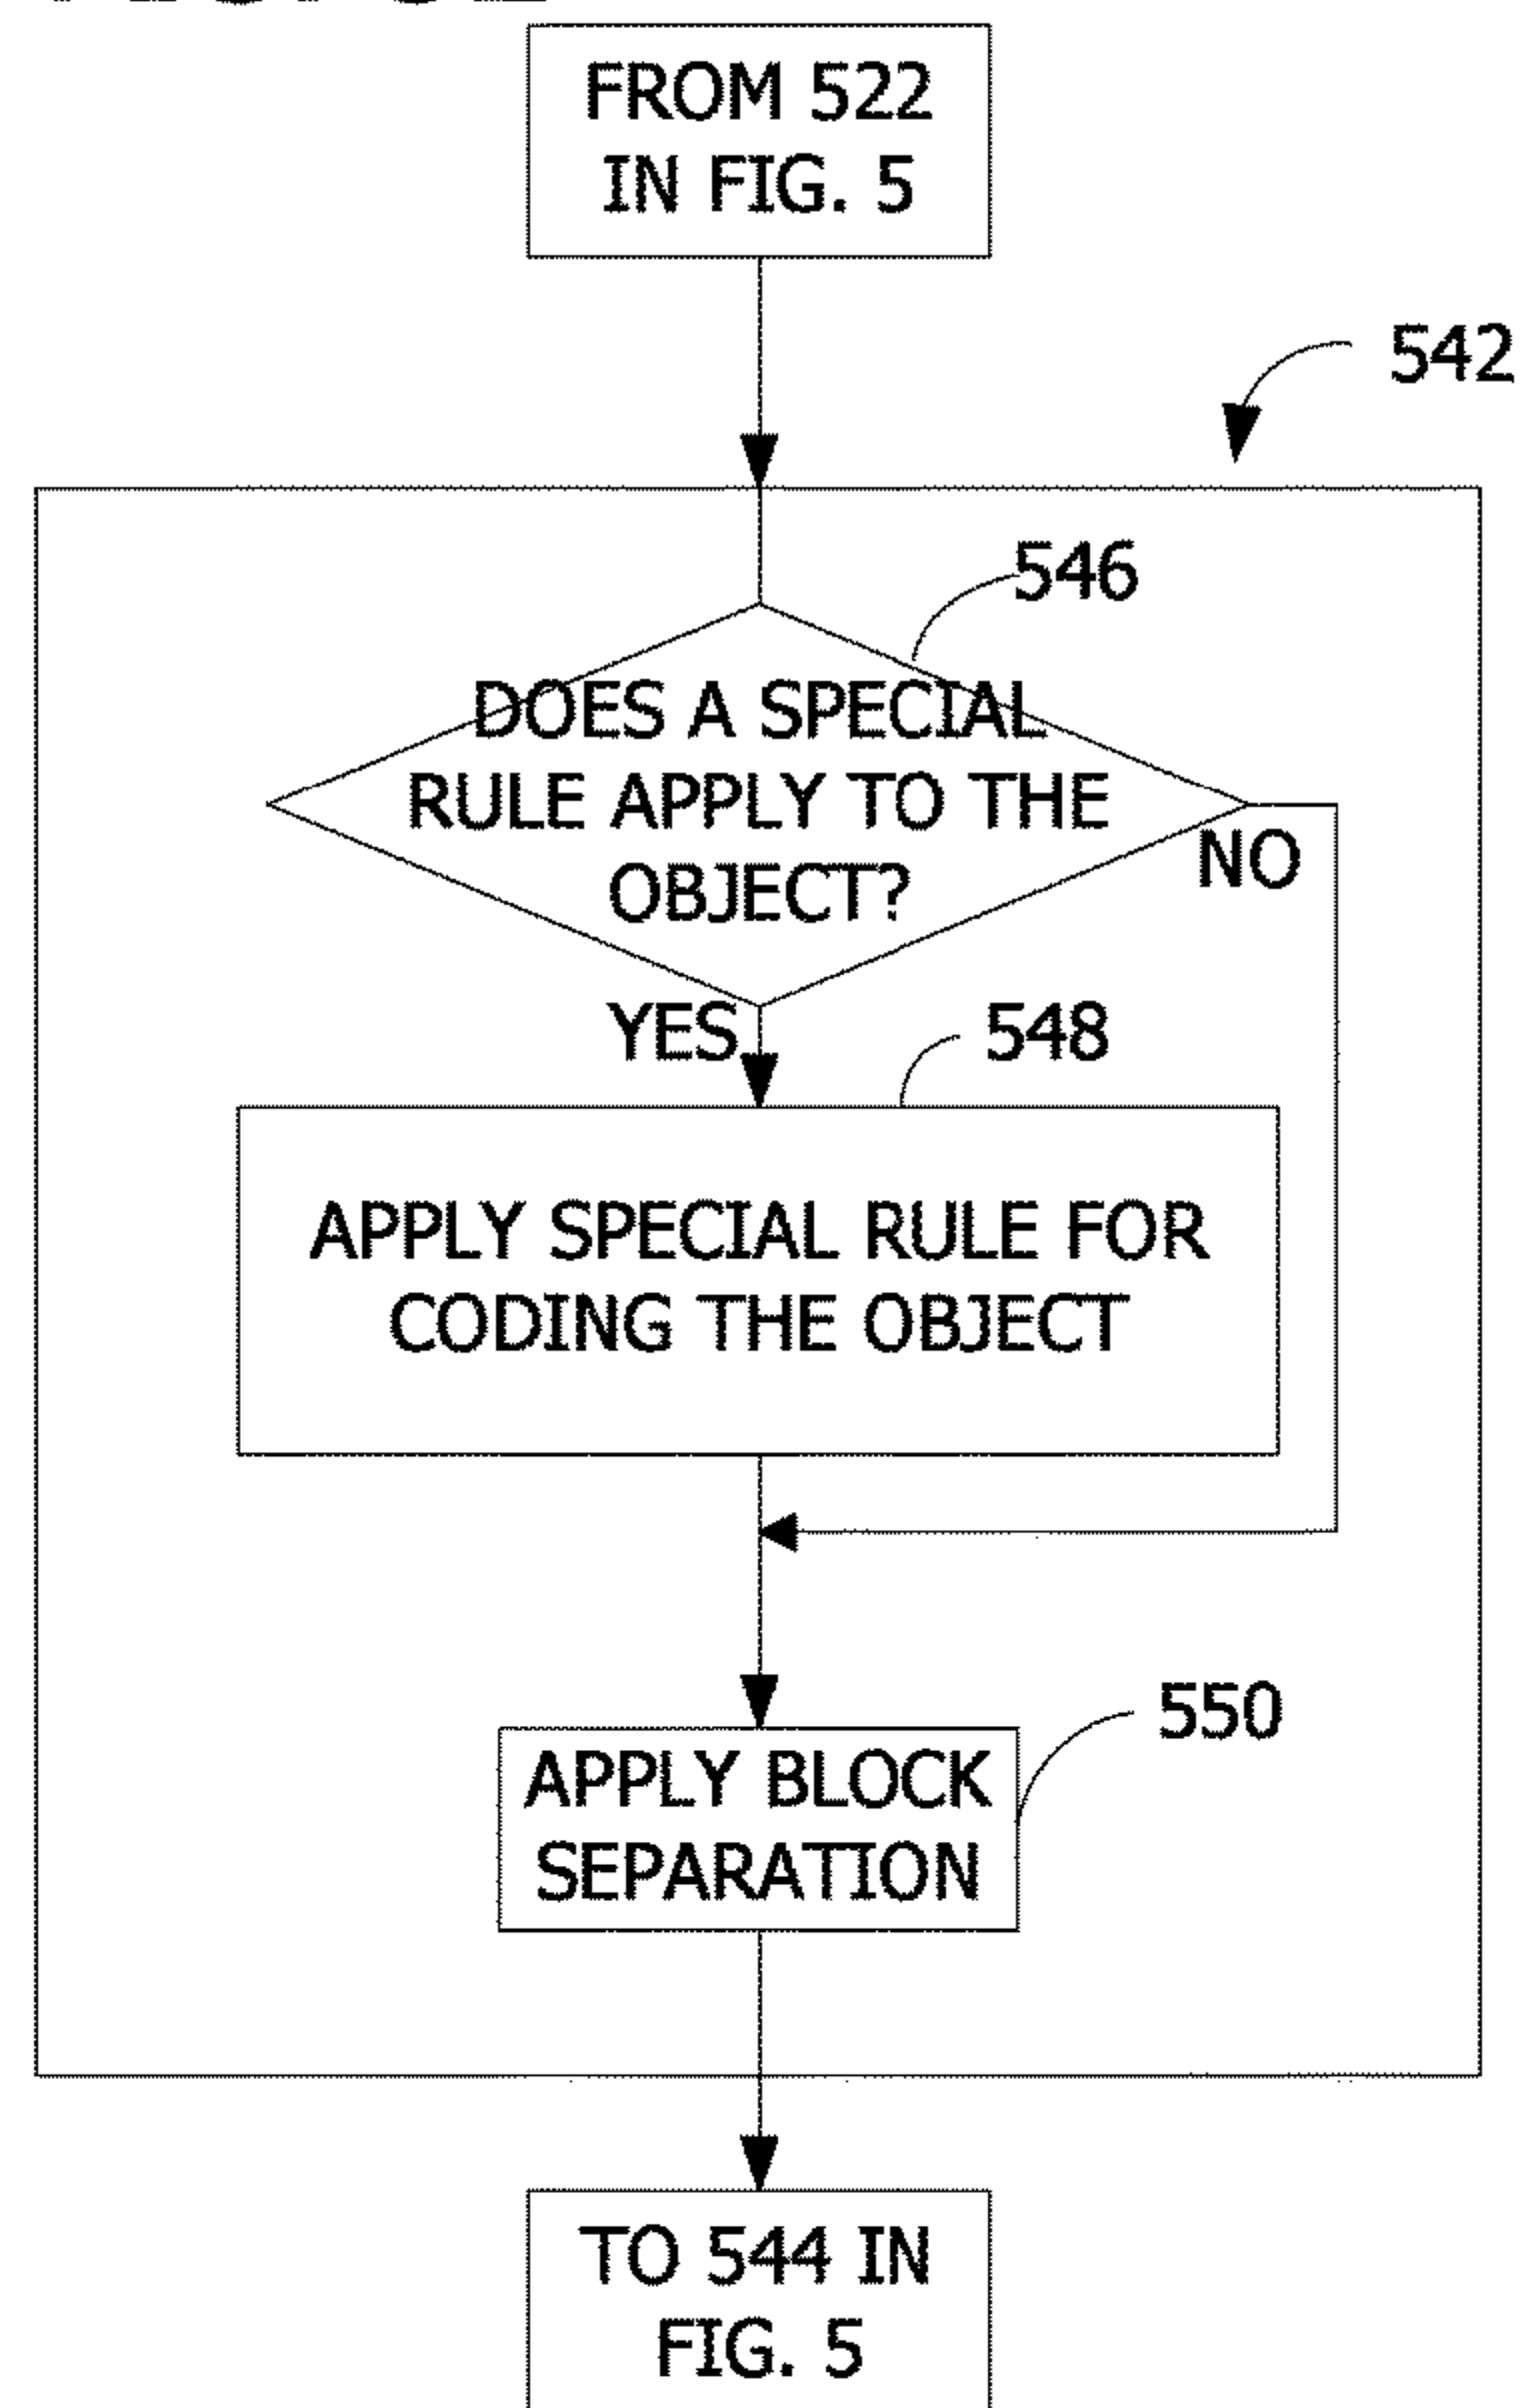 FROM 522
IN FIG. 5
542
546
DOES A SPECIAL
RULE APPLY TO THE
OBJECT?
NO
YES
548
APPLY SPECIAL RULE FOR
CODING THE OBJECT
550
APPLY BLOCK
SEPARATION
TO 544 IN
FIG. 5